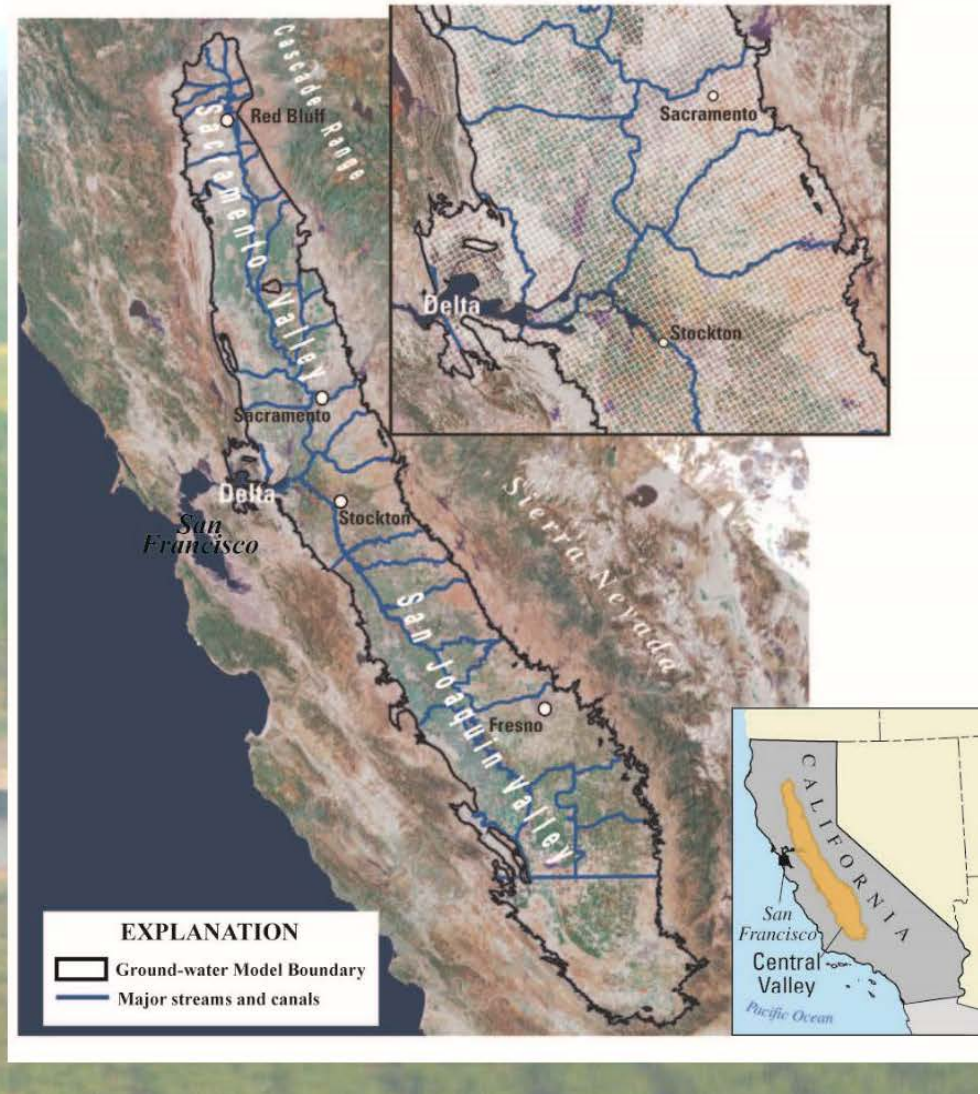 Cascade Range
Red Bluff
Sacramento Valley
Sacramento
Delta
Stockton
San
Francisco
Sierra Nevada
San Joaquin Valley
Fresno
Sacramento
Delta
Stockton
EXPLANATION
Ground-water Model Boundary
Major streams and canals
CALIFORNIA
San
Francisco
Central
Valley
Pacific Ocean